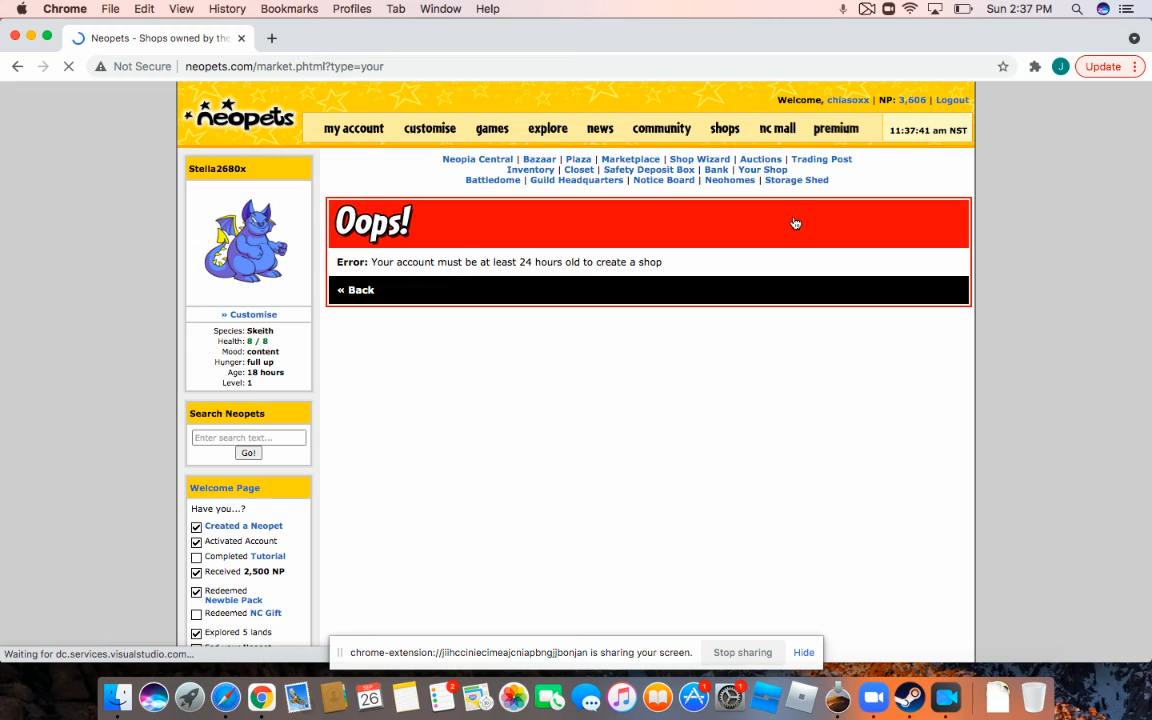 Chrome File Edit View History Bookmarks Profiles Tab Window Help Sun 2:37 PM
Neopets - Shops owned by the
Not Secure | neopets.com/market.phtml?type=your J Update
neopets
Welcome, chiasoxx | NP: 3,606 | Logout
my account customise games explore news community shops nc mall premium 11:37:41 am NST
Stella2680x
» Customise
Species: Skeith
Health: 8 / 8
Mood: content
Hunger: full up
Age: 18 hours
Level: 1
Search Neopets
Enter search text...
Go!
Welcome Page
Have you...?
Created a Neopet
Activated Account
Completed Tutorial
Received 2,500 NP
Redeemed
Newbie Pack
Redeemed NC Gift
Explored 5 lands
Neopia Central | Bazaar | Plaza | Marketplace | Shop Wizard | Auctions | Trading Post
Inventory | Closet | Safety Deposit Box | Bank | Your Shop
Battledome | Guild Headquarters | Notice Board | Neohomes | Storage Shed
Oops!
Error: Your account must be at least 24 hours old to create a shop
« Back
Waiting for dc.services.visualstudio.com...
chrome-extension://jiihcciniecimeajcniapbngjjbonjan is sharing your screen. Stop sharing Hide
26
2
1
1